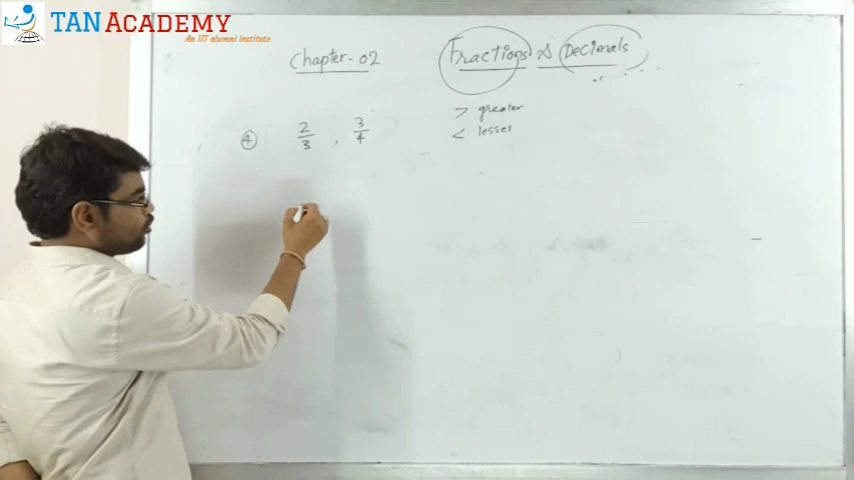 TAN ACADEMY
An IIT alumni institute
Chapter-02 Fractions & Decimals
> greater
< lesser
④ 2/3 , 3/4